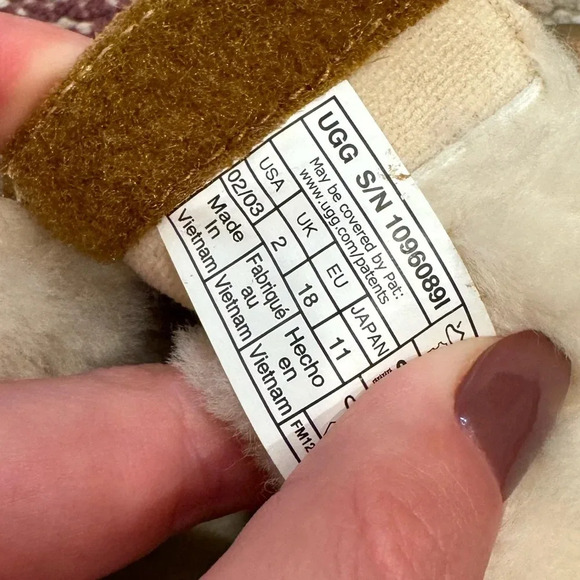 UGG S/N 1096089I
May be covered by Pat:
www.ugg.com/patents
USA UK EU JAPAN
02/03 2 18 11
Made in Vietnam
Fabriqué au Vietnam
Hecho en Vietnam
FM12